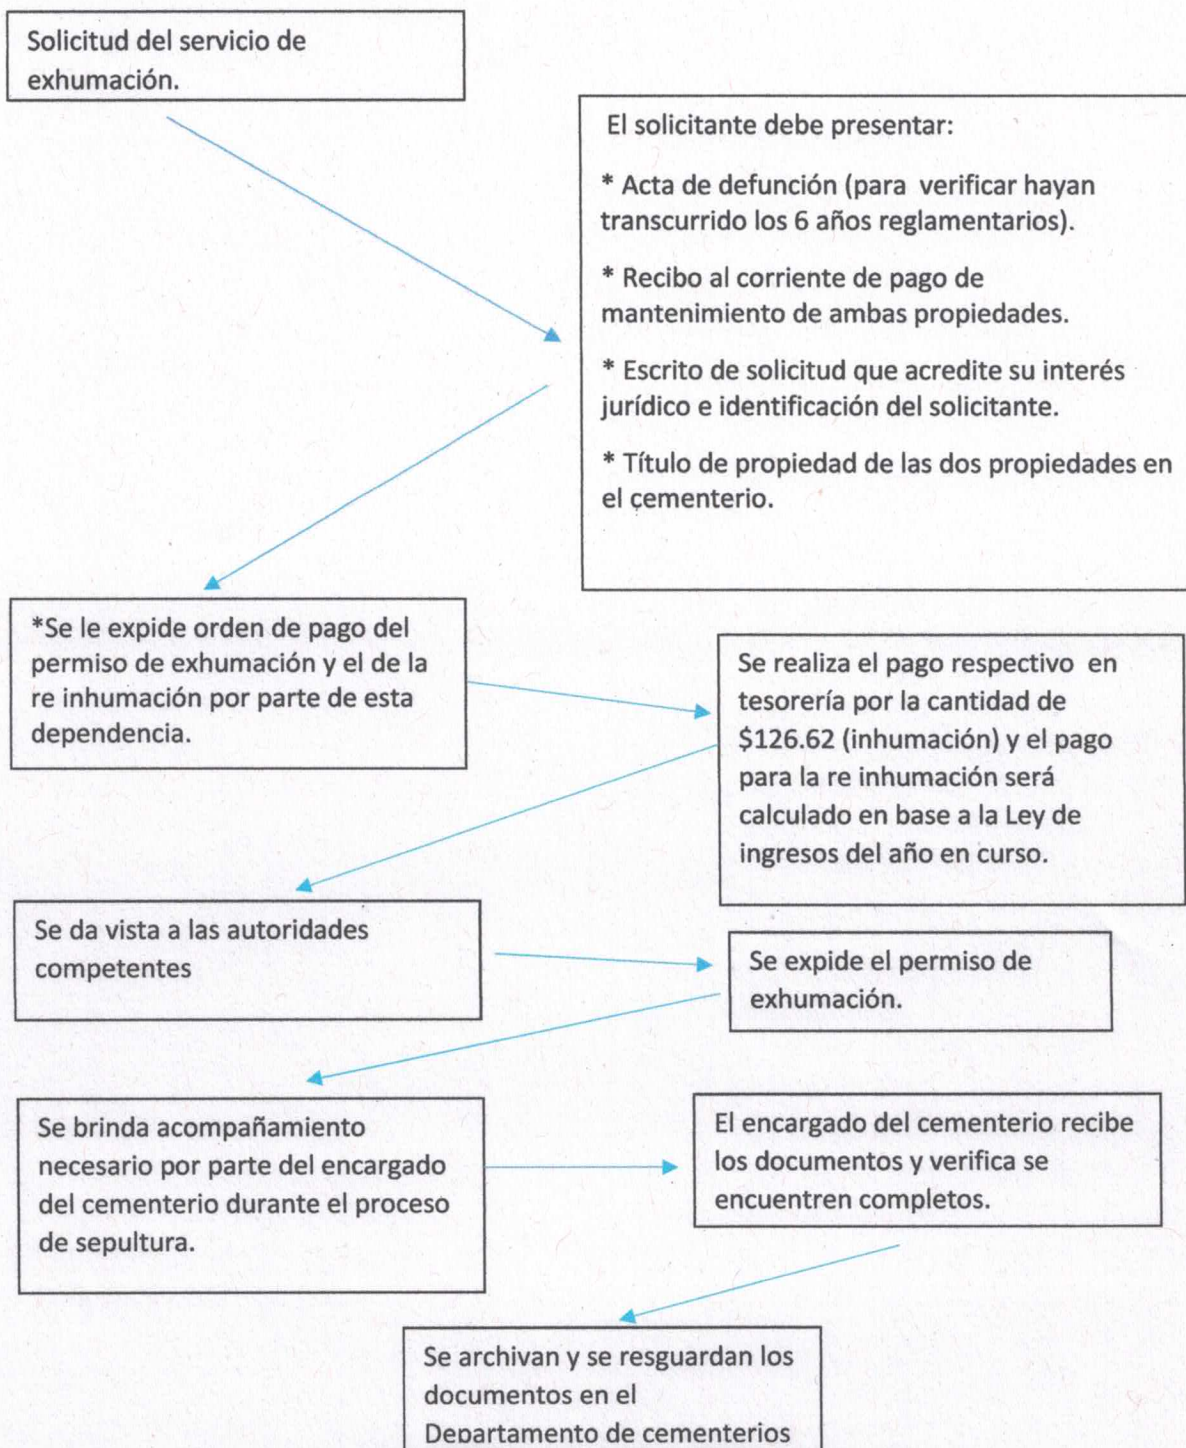 Solicitud del servicio de
exhumación.
El solicitante debe presentar:
* Acta de defunción (para verificar hayan
transcurrido los 6 años reglamentarios).
* Recibo al corriente de pago de
mantenimiento de ambas propiedades.
* Escrito de solicitud que acredite su interés
jurídico e identificación del solicitante.
* Título de propiedad de las dos propiedades en
el cementerio.
*Se le expide orden de pago del
permiso de exhumación y el de la
re inhumación por parte de esta
dependencia.
Se realiza el pago respectivo en
tesorería por la cantidad de
$126.62 (inhumación) y el pago
para la re inhumación será
calculado en base a la Ley de
ingresos del año en curso.
Se da vista a las autoridades
competentes
Se expide el permiso de
exhumación.
Se brinda acompañamiento
necesario por parte del encargado
del cementerio durante el proceso
de sepultura.
El encargado del cementerio recibe
los documentos y verifica se
encuentren completos.
Se archivan y se resguardan los
documentos en el
Departamento de cementerios